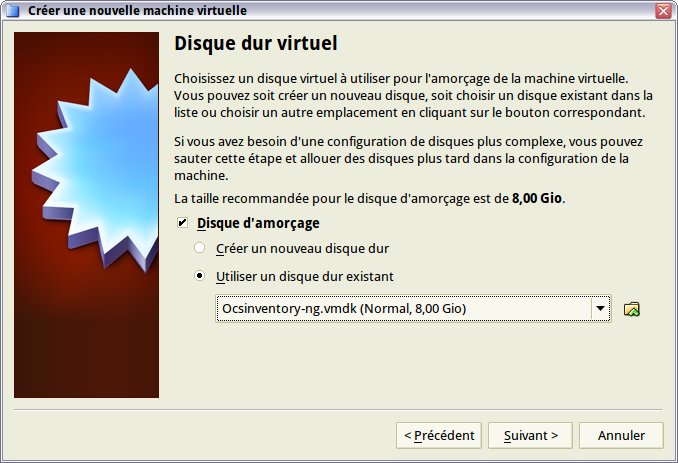 Créer une nouvelle machine virtuelle
Disque dur virtuel
Choisissez un disque virtuel à utiliser pour l'amorçage de la machine virtuelle.
Vous pouvez soit créer un nouveau disque, soit choisir un disque existant dans la
liste ou choisir un autre emplacement en cliquant sur le bouton correspondant.
Si vous avez besoin d'une configuration de disques plus complexe, vous pouvez
sauter cette étape et allouer des disques plus tard dans la configuration de la
machine.
La taille recommandée pour le disque d'amorçage est de 8,00 Gio.
Disque d'amorçage
Créer un nouveau disque dur
Utiliser un disque dur existant
Ocsinventory-ng.vmdk (Normal, 8,00 Gio)
< Précédent
Suivant >
Annuler